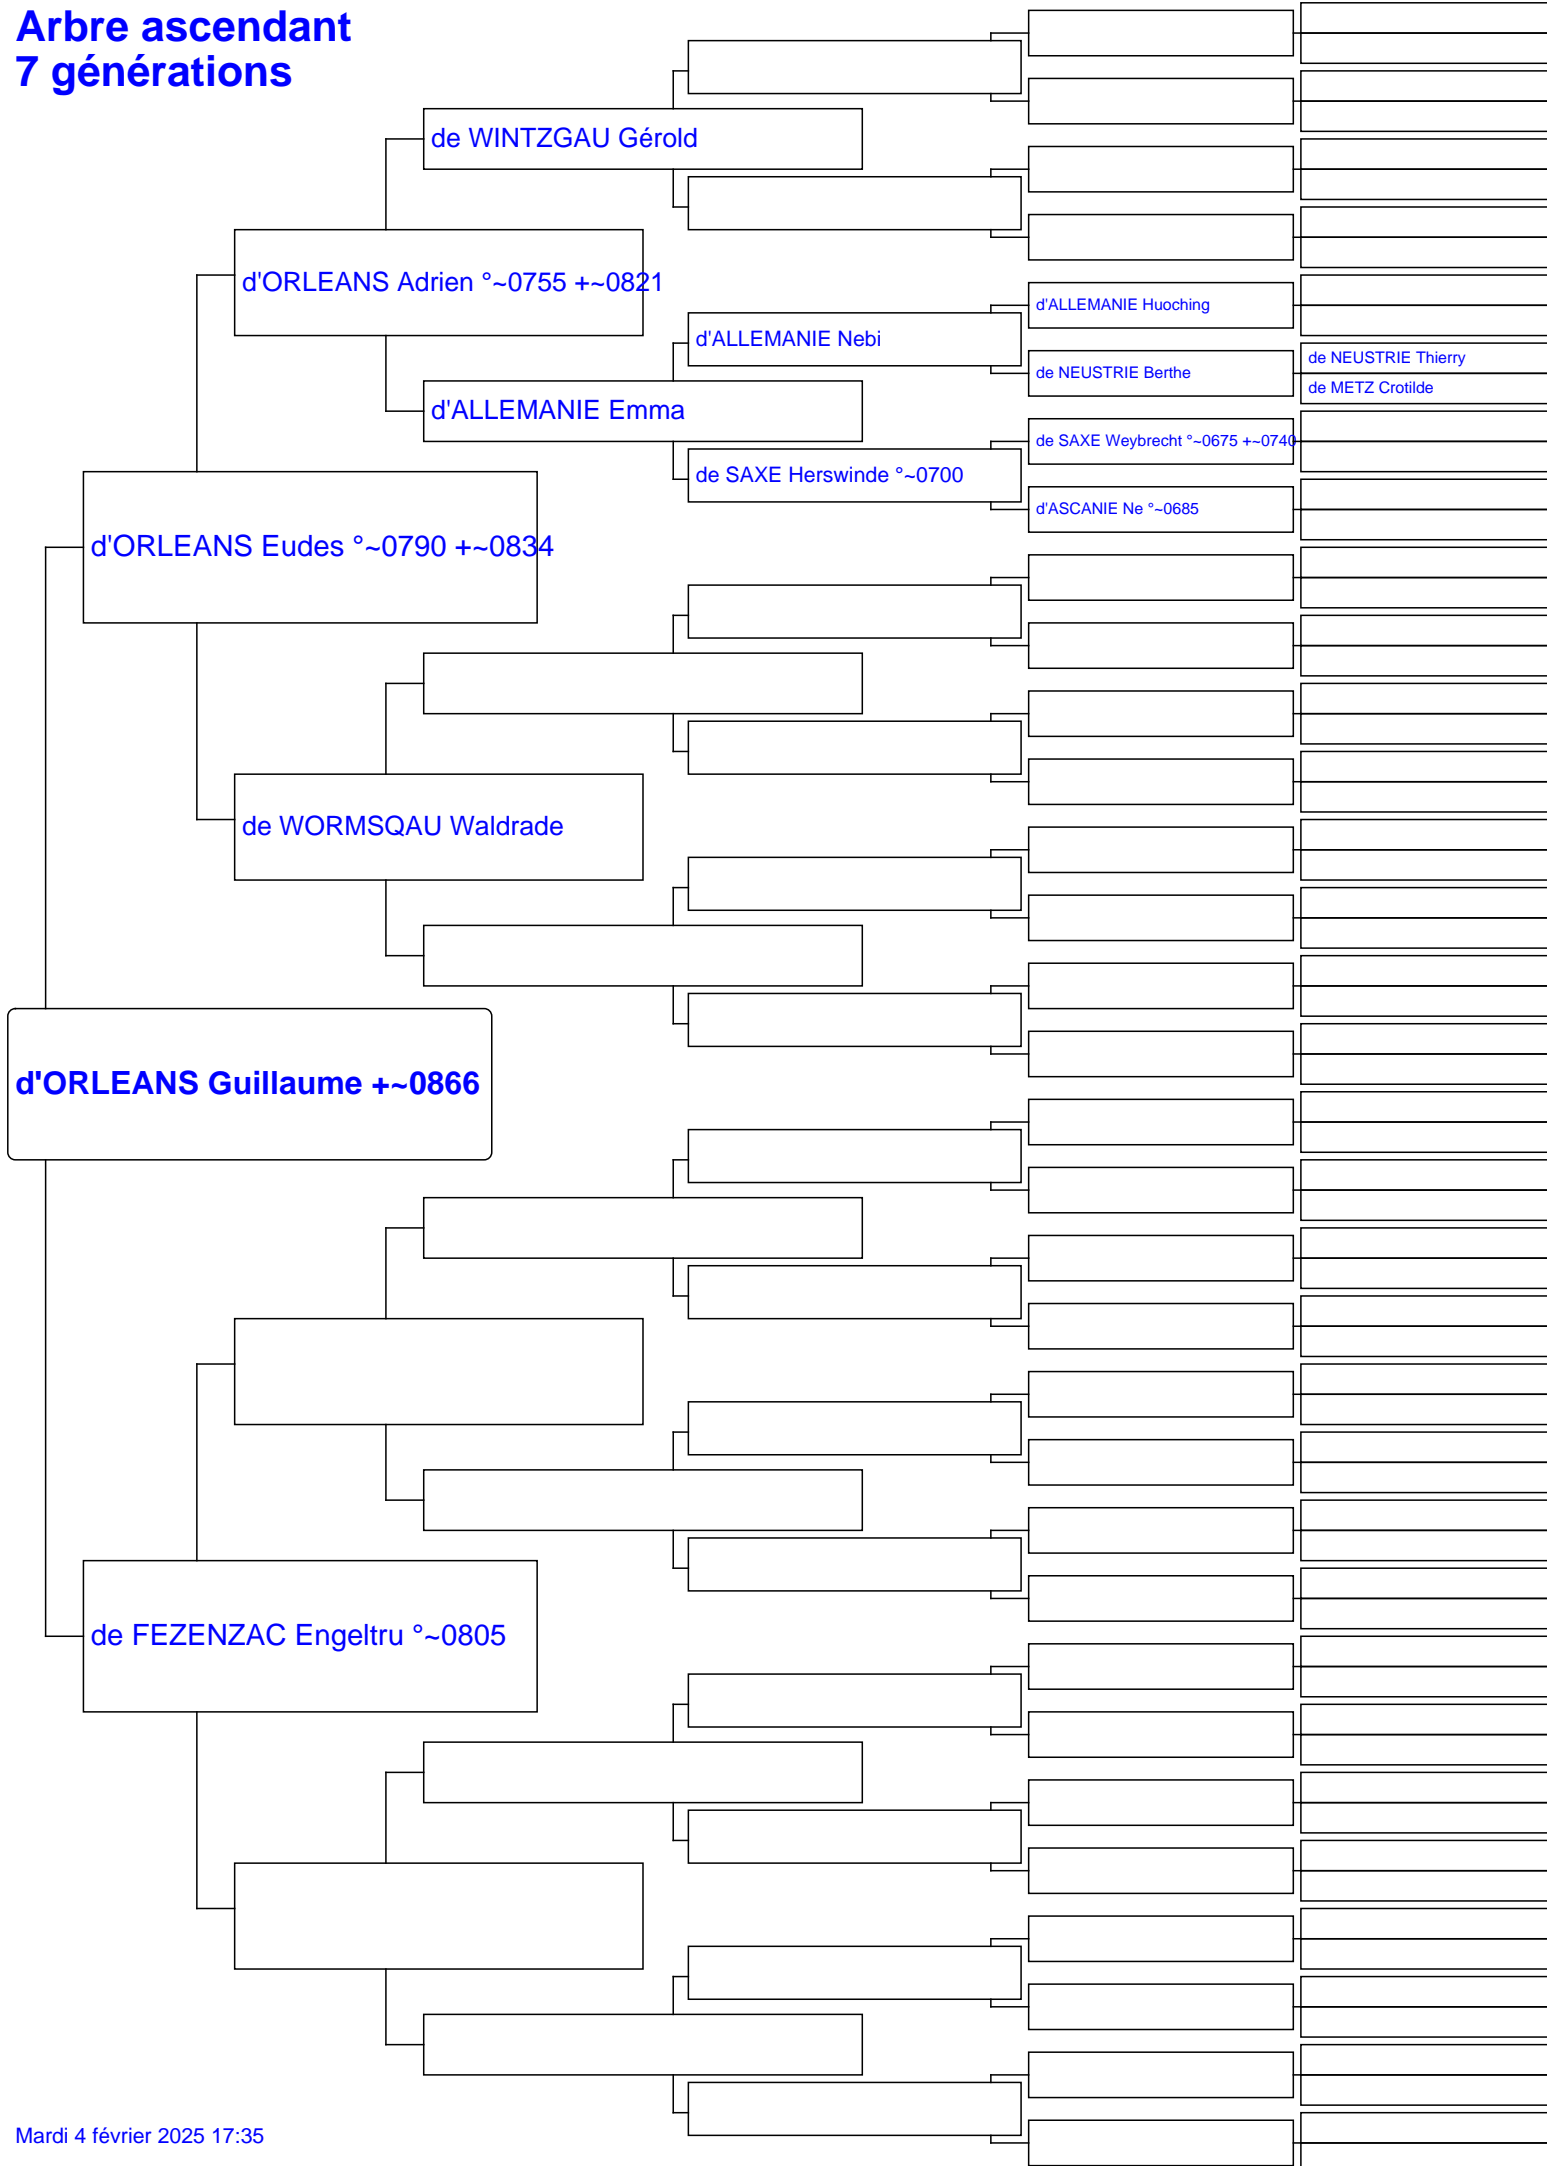 Arbre ascendant
7 générations
de WINTZGAU Gérold
d'ORLEANS Adrien °~0755 +~0821
d'ALLEMANIE Huoching
d'ALLEMANIE Nebi
de NEUSTRIE Thierry
de NEUSTRIE Berthe
de METZ Crotilde
d'ALLEMANIE Emma
de SAXE Weybrecht °~0675 +~0740
de SAXE Herswinde °~0700
d'ASCANIE Ne °~0685
d'ORLEANS Eudes °~0790 +~0834
de WORMSQAU Waldrade
d'ORLEANS Guillaume +~0866
de FEZENZAC Engeltru °~0805
Mardi 4 février 2025 17:35